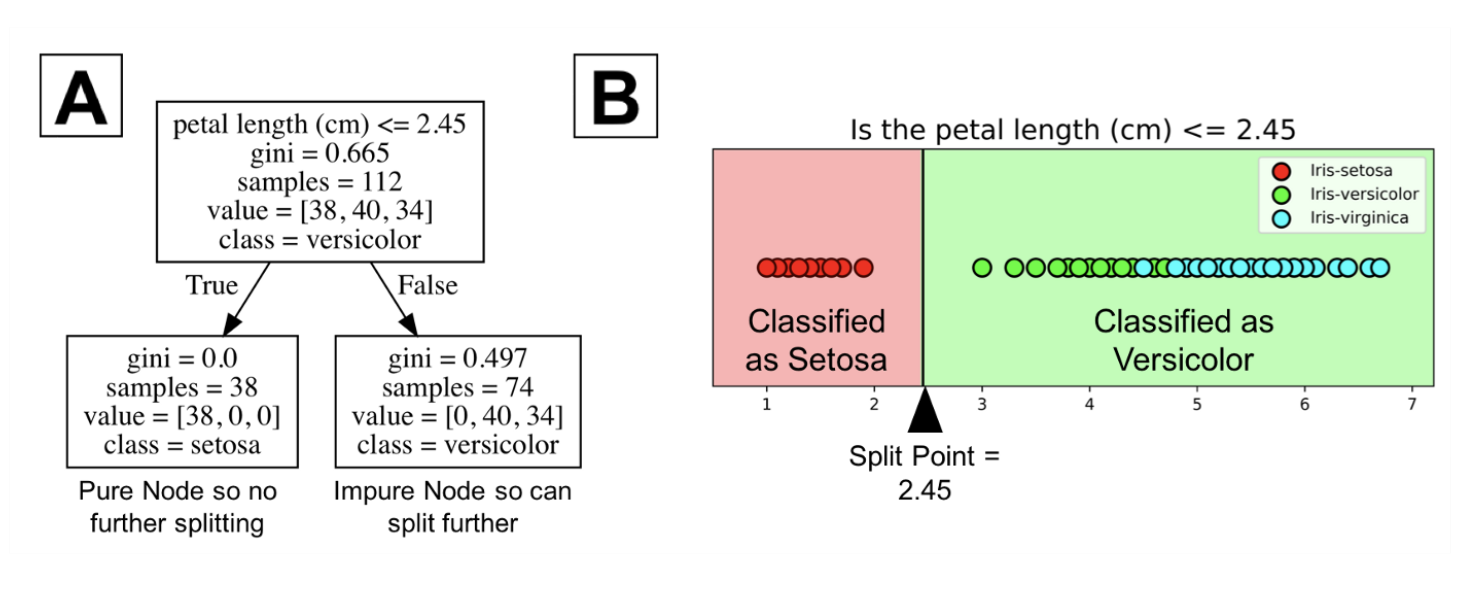 A
petal length (cm) <= 2.45
gini = 0.665
samples = 112
value = [38, 40, 34]
class = versicolor
True
False
gini = 0.0
samples = 38
value = [38, 0, 0]
class = setosa
Pure Node so no
further splitting
gini = 0.497
samples = 74
value = [0, 40, 34]
class = versicolor
Impure Node so can
split further
B
Is the petal length (cm) <= 2.45
Iris-setosa
Iris-versicolor
Iris-virginica
Classified
as Setosa
Classified as
Versicolor
1 2 3 4 5 6 7
Split Point =
2.45